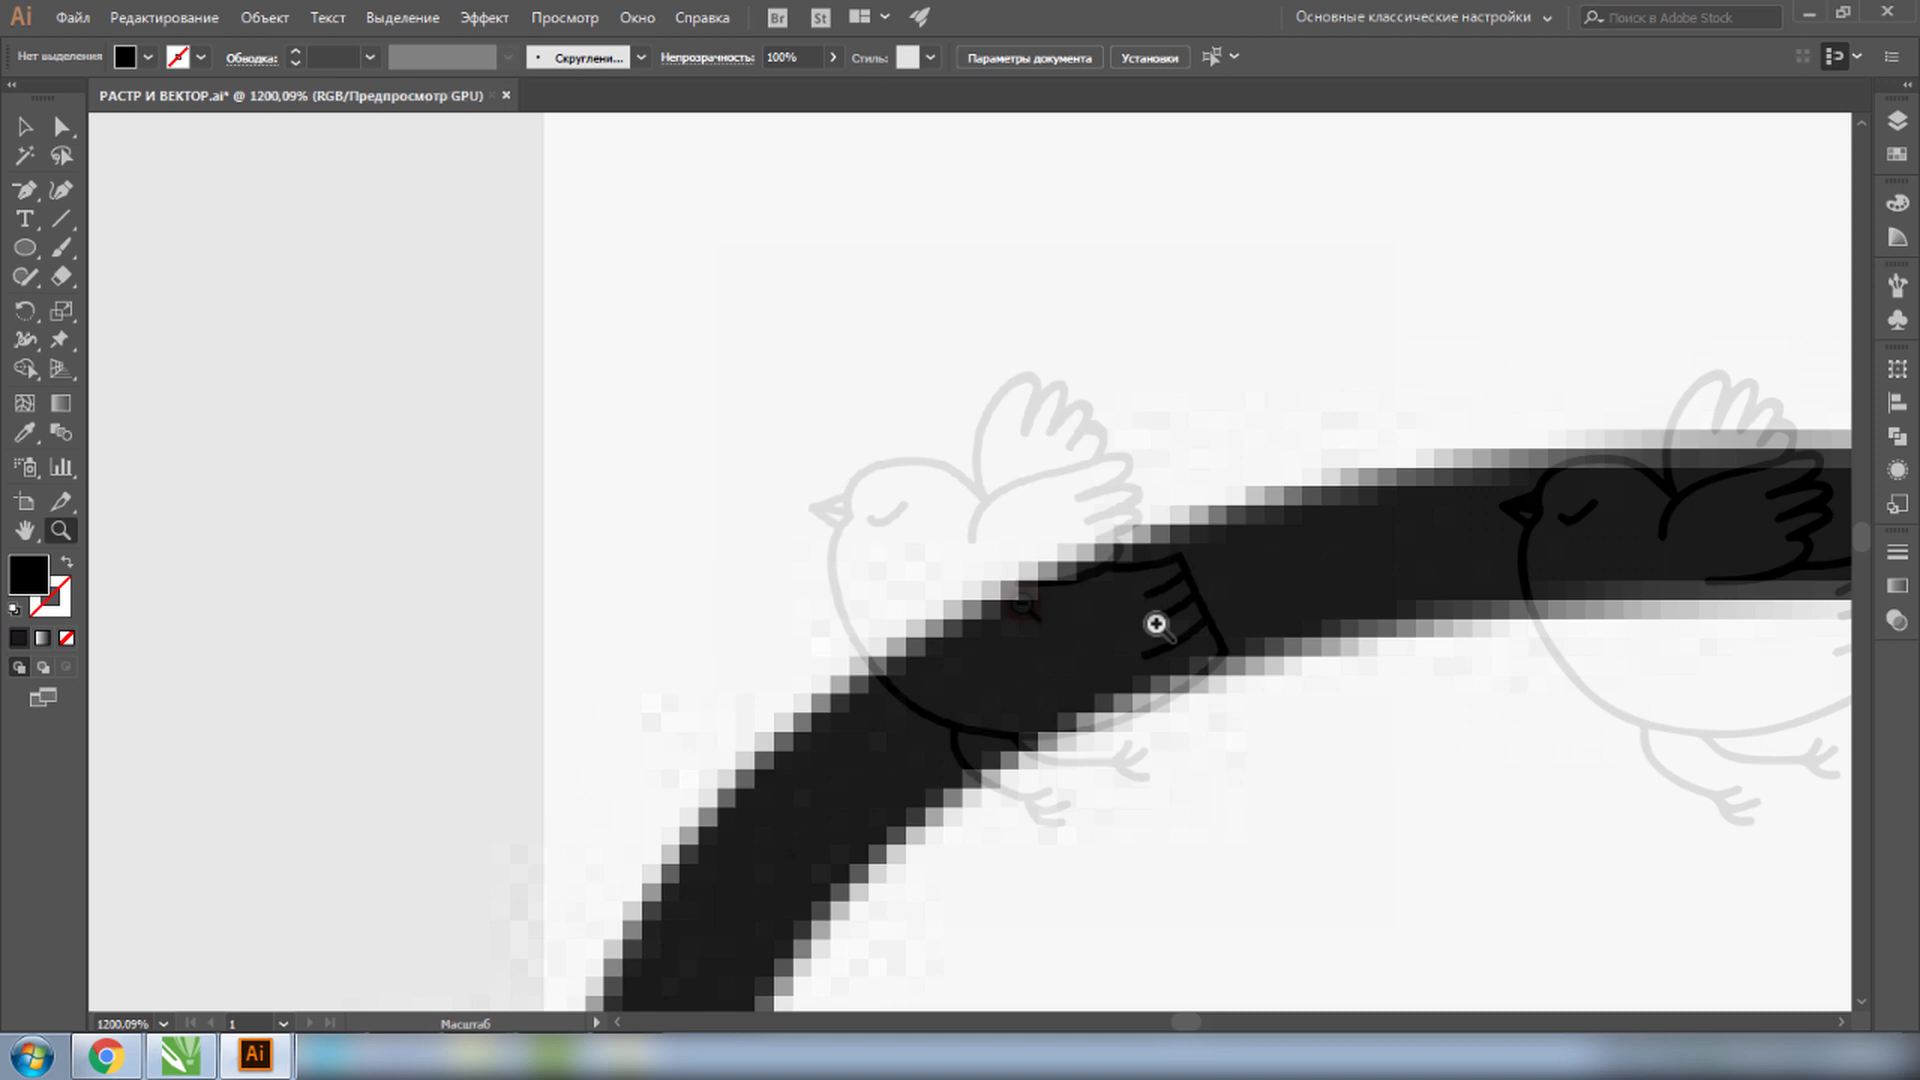 Ai Файл Редактирование Объект Текст Выделение Эффект Просмотр Окно Справка Br St Основные классические настройки Поиск в Adobe Stock
Нет выделения Обводка: Скруглени... Непрозрачность: 100% Стиль: Параметры документа Установки
РАСТР И ВЕКТОР.ai* @ 1200,09% (RGB/Предпросмотр GPU)
T
1200,09% 1 Масштаб
Ai